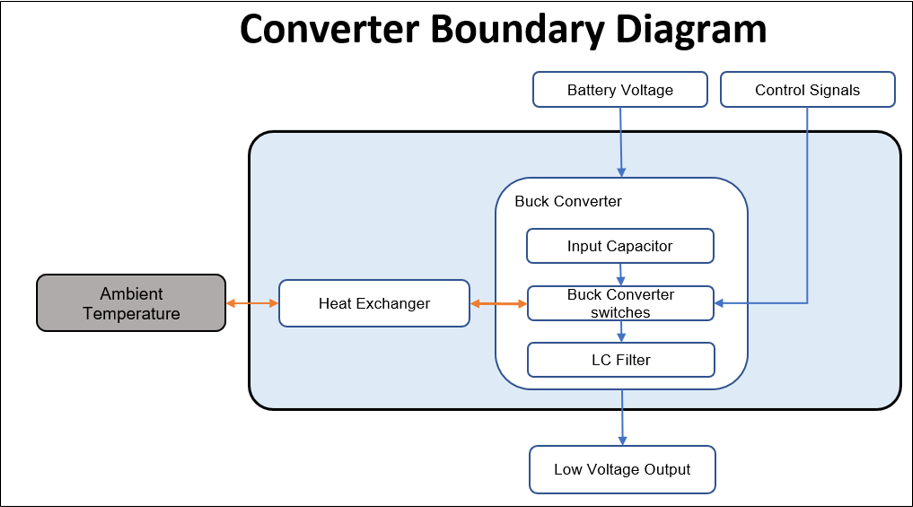 Converter Boundary Diagram
Battery Voltage
Control Signals
Buck Converter
Input Capacitor
Ambient
Temperature
Heat Exchanger
Buck Converter
switches
LC Filter
Low Voltage Output